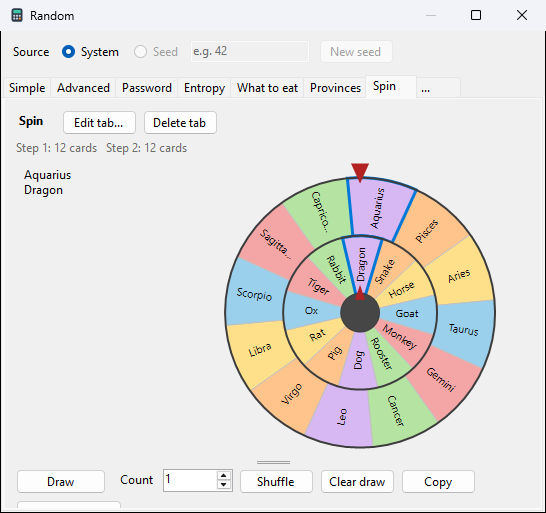 Random
Source System Seed e.g. 42 New seed
Simple Advanced Password Entropy What to eat Provinces Spin ...
Spin Edit tab... Delete tab
Step 1: 12 cards Step 2: 12 cards
Aquarius
Dragon
Aquarius
Pisces
Aries
Taurus
Gemini
Cancer
Leo
Virgo
Libra
Scorpio
Sagitta...
Caprico...
Dragon
Snake
Horse
Goat
Monkey
Rooster
Dog
Pig
Rat
Ox
Tiger
Rabbit
Draw Count 1 Shuffle Clear draw Copy